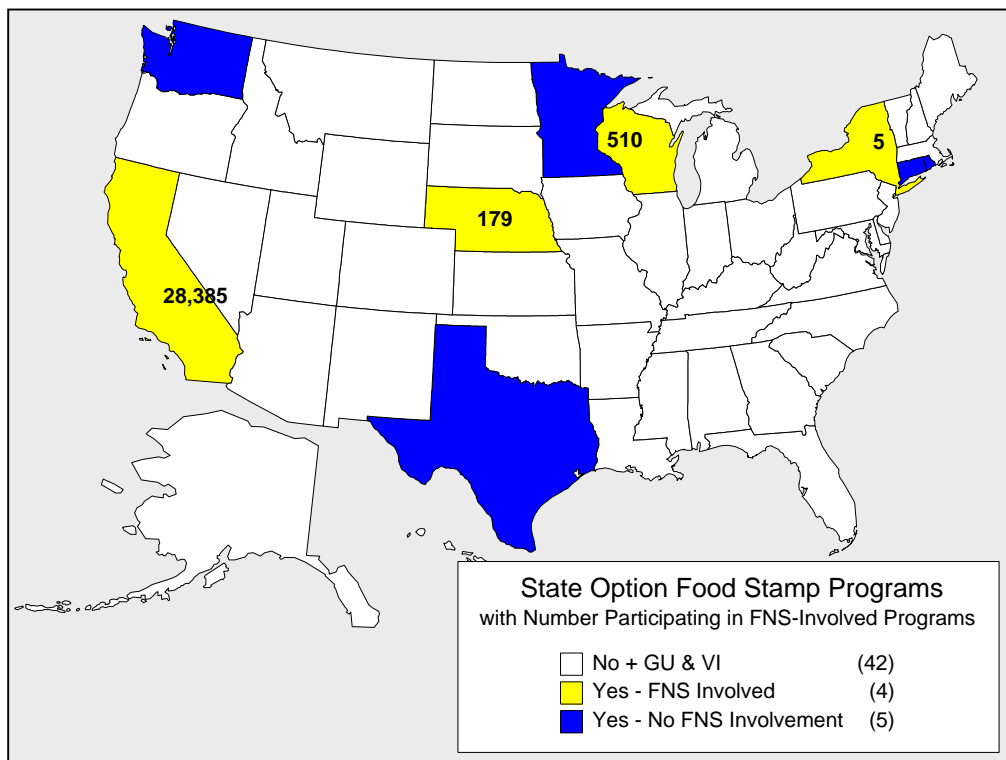 510
5
179
28,385
State Option Food Stamp Programs
with Number Participating in FNS-Involved Programs
No + GU & VI (42)
Yes - FNS Involved (4)
Yes - No FNS Involvement (5)